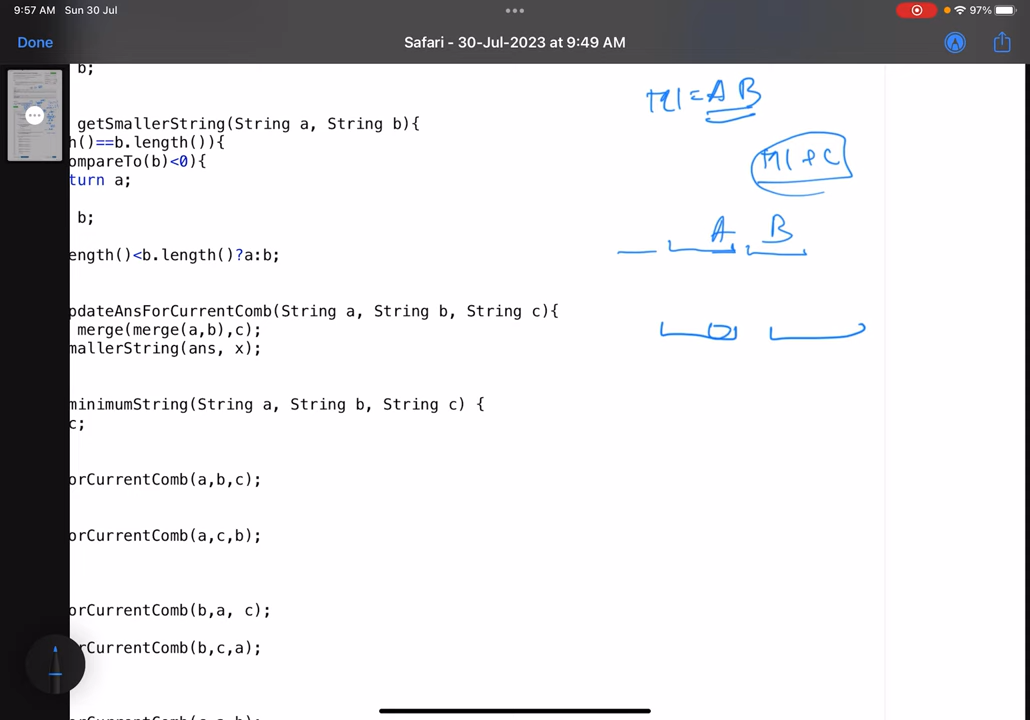 9:57 AM Sun 30 Jul
97%
Done
Safari - 30-Jul-2023 at 9:49 AM
b;
getSmallerString(String a, String b){
h()==b.length()){
ompareTo(b)<0){
turn a;
b;
ength()<b.length()?a:b;
pdateAnsForCurrentComb(String a, String b, String c){
merge(merge(a,b),c);
mallerString(ans, x);
minimumString(String a, String b, String c) {
c;
orCurrentComb(a,b,c);
orCurrentComb(a,c,b);
orCurrentComb(b,a, c);
orCurrentComb(b,c,a);
orCurrentComb(c,a,b);
= A B
+ C
A B